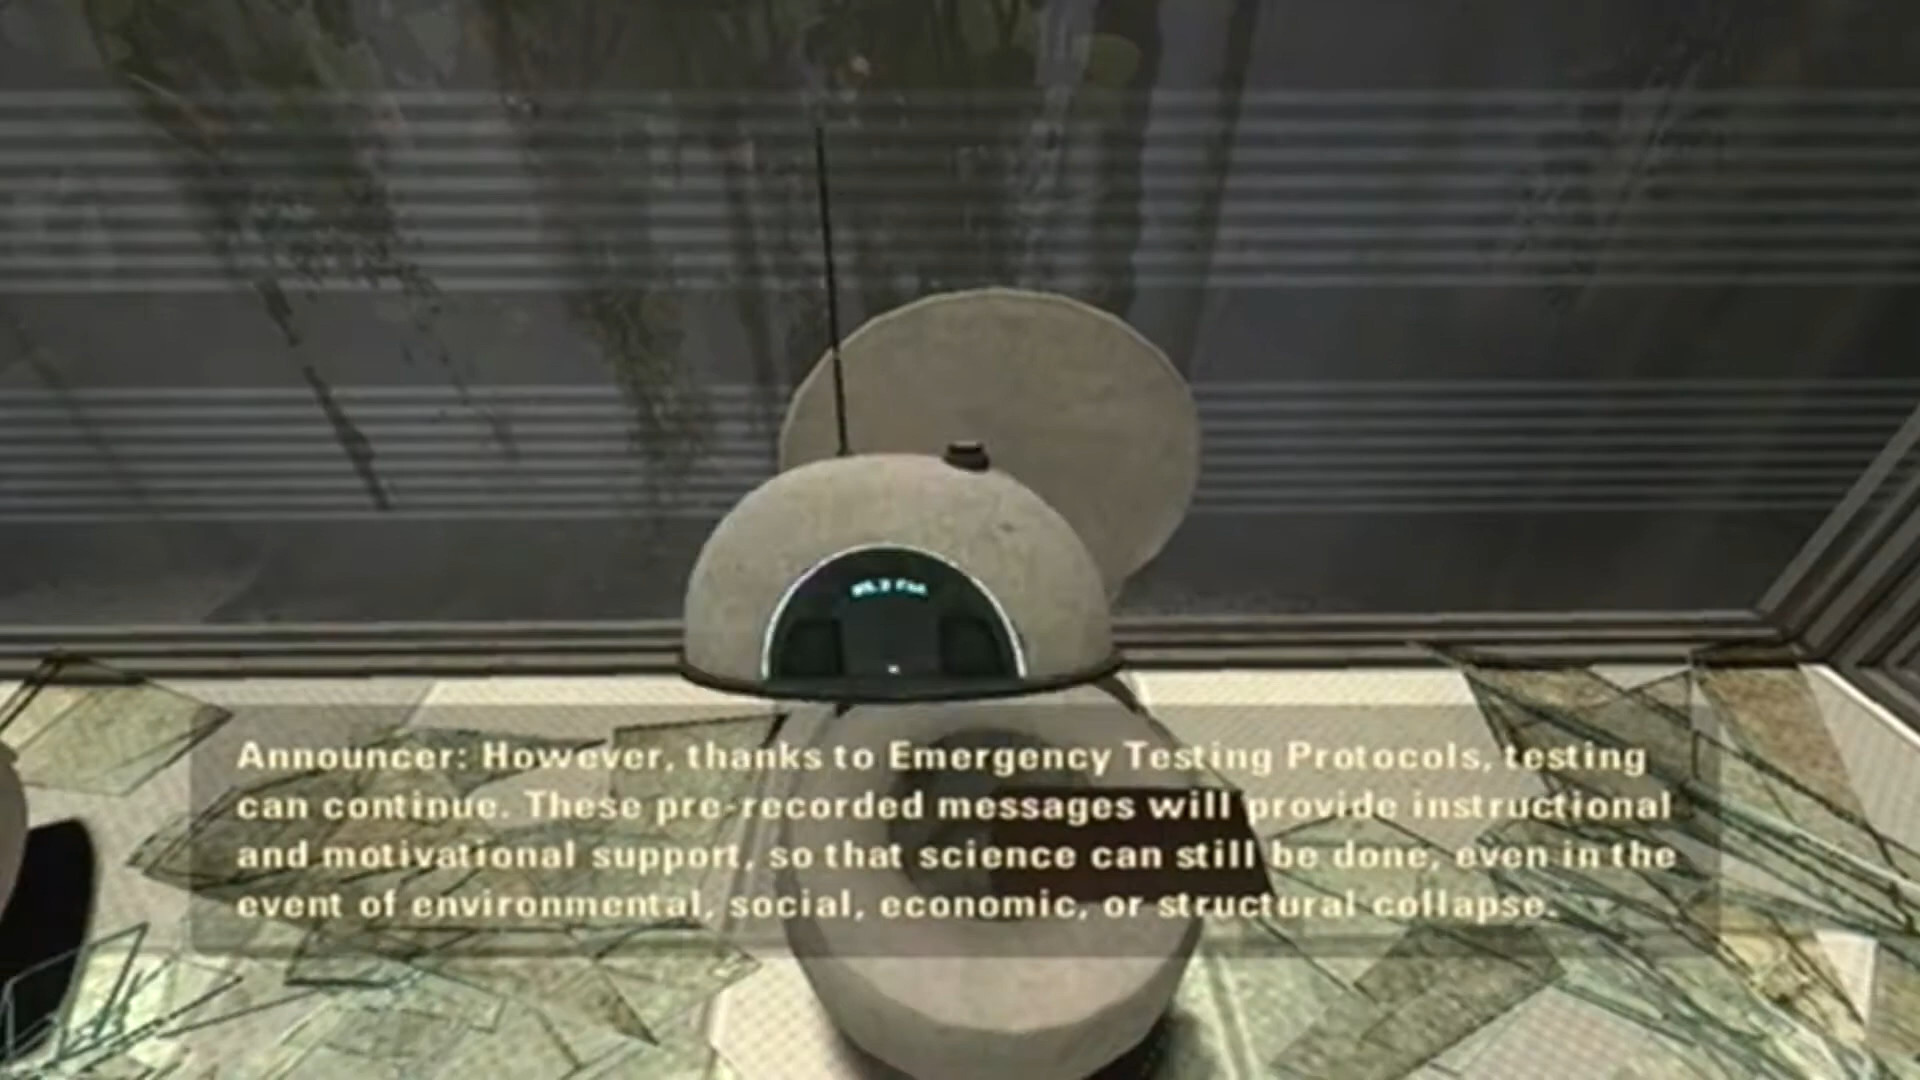 Announcer: However, thanks to Emergency Testing Protocols, testing
can continue. These pre-recorded messages will provide instructional
and motivational support, so that science can still be done, even in the
event of environmental, social, economic, or structural collapse.